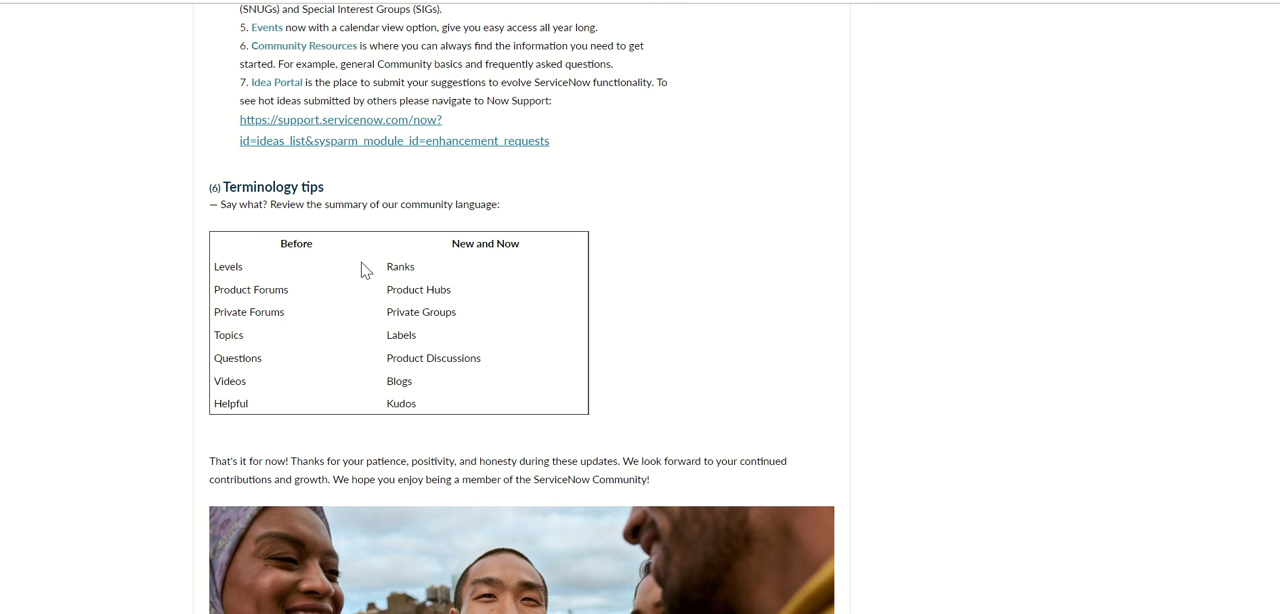 (SNUGs) and Special Interest Groups (SIGs).
5. Events now with a calendar view option, give you easy access all year long.
6. Community Resources is where you can always find the information you need to get
started. For example, general Community basics and frequently asked questions.
7. Idea Portal is the place to submit your suggestions to evolve ServiceNow functionality. To
see hot ideas submitted by others please navigate to Now Support:
https://support.servicenow.com/now?
id=ideas_list&sysparm_module_id=enhancement_requests
(6) Terminology tips
— Say what? Review the summary of our community language:
Before New and Now
Levels Ranks
Product Forums Product Hubs
Private Forums Private Groups
Topics Labels
Questions Product Discussions
Videos Blogs
Helpful Kudos
That's it for now! Thanks for your patience, positivity, and honesty during these updates. We look forward to your continued
contributions and growth. We hope you enjoy being a member of the ServiceNow Community!